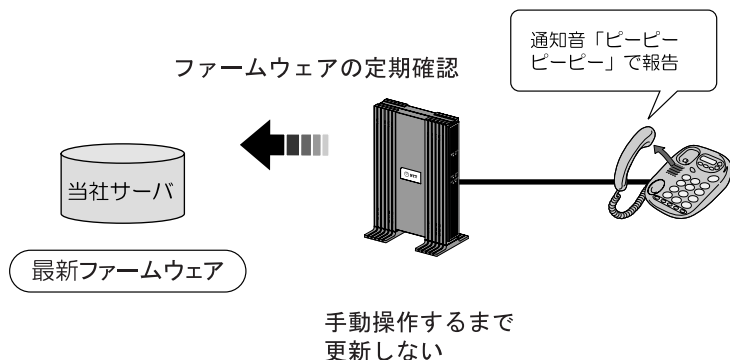 通知音「ピーピー
ピーピー」で報告
ファームウェアの定期確認
当社サーバ
最新ファームウェア
手動操作するまで
更新しない